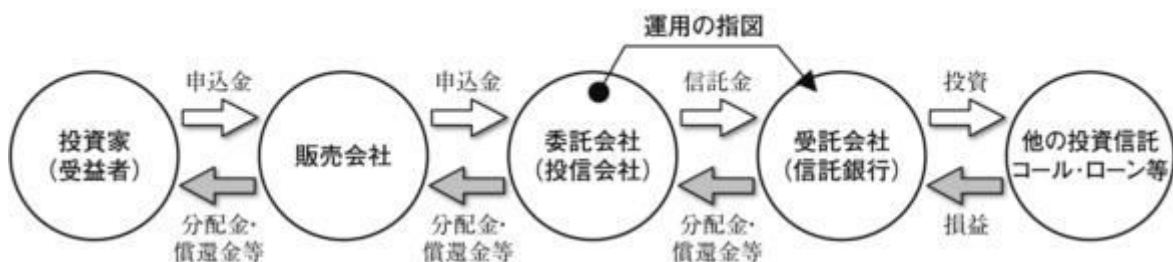 運用の指図
申込金
申込金
信託金
投資
投資家
(受益者)
販売会社
委託会社
(投信会社)
受託会社
(信託銀行)
他の投資信託
コール・ローン等
分配金・
償還金等
分配金・
償還金等
分配金・
償還金等
損益